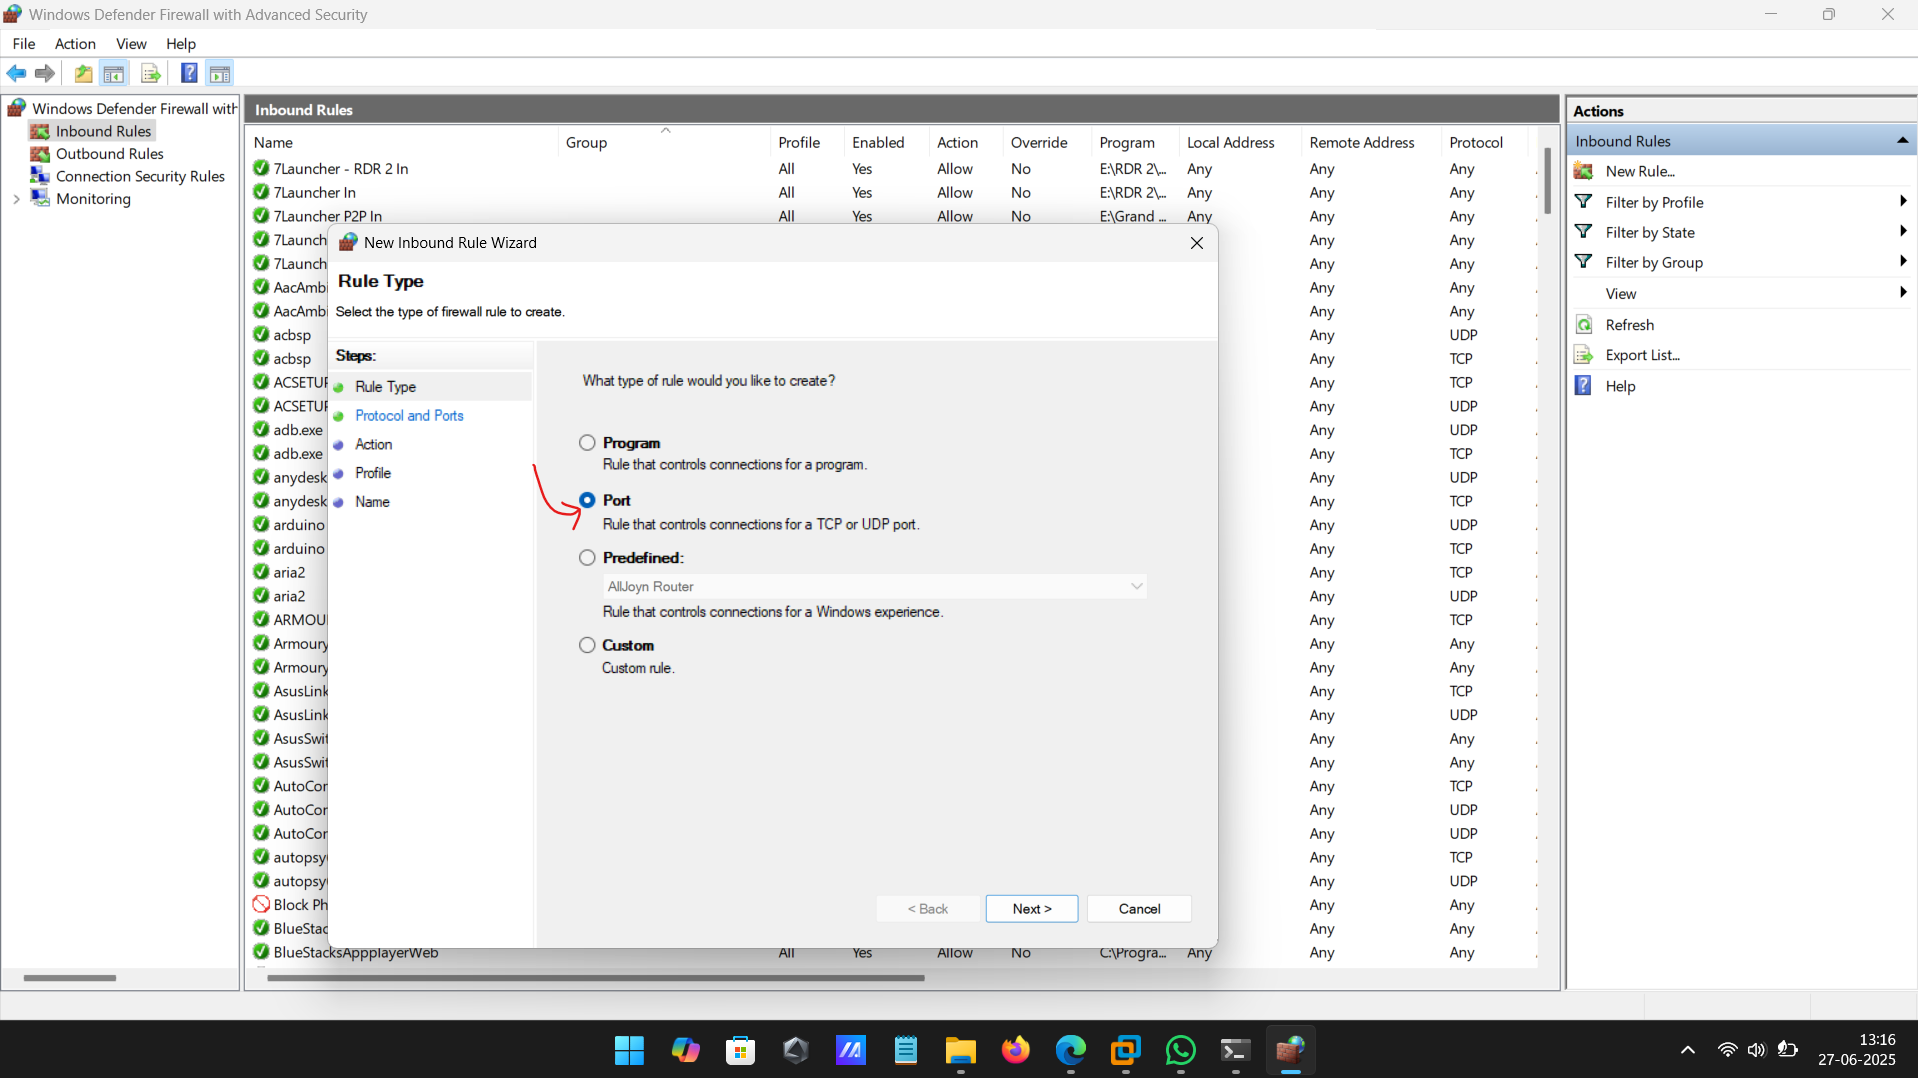 Windows Defender Firewall with Advanced Security
File Action View Help
Windows Defender Firewall with
Inbound Rules
Outbound Rules
Connection Security Rules
Monitoring
Inbound Rules
Name Group Profile Enabled Action Override Program Local Address Remote Address Protocol
7Launcher - RDR 2 In All Yes Allow No E:\RDR 2\... Any Any Any
7Launcher In All Yes Allow No E:\RDR 2\... Any Any Any
7Launcher P2P In All Yes Allow No E:\Grand ... Any Any Any
7Launch Any Any
7Launch Any Any
AacAmbi Any Any
AacAmbi Any Any
acbsp Any UDP
acbsp Any TCP
ACSETUP Any TCP
ACSETUP Any UDP
adb.exe Any UDP
adb.exe Any TCP
anydesk Any UDP
anydesk Any TCP
arduino Any UDP
arduino Any TCP
aria2 Any TCP
aria2 Any UDP
ARMOU Any TCP
Armoury Any Any
Armoury Any Any
AsusLink Any TCP
AsusLink Any UDP
AsusSwit Any Any
AsusSwit Any Any
AutoCor Any TCP
AutoCor Any UDP
AutoCor Any UDP
autopsy Any TCP
autopsy Any UDP
Block Ph Any Any
BlueStac Any Any
BlueStacksAppplayerWeb All Yes Allow No C:\Progra... Any Any Any
New Inbound Rule Wizard
Rule Type
Select the type of firewall rule to create.
Steps:
Rule Type
Protocol and Ports
Action
Profile
Name
What type of rule would you like to create?
Program
Rule that controls connections for a program.
Port
Rule that controls connections for a TCP or UDP port.
Predefined:
AllJoyn Router
Rule that controls connections for a Windows experience.
Custom
Custom rule.
< Back Next > Cancel
Actions
Inbound Rules
New Rule...
Filter by Profile
Filter by State
Filter by Group
View
Refresh
Export List...
Help
13:16
27-06-2025